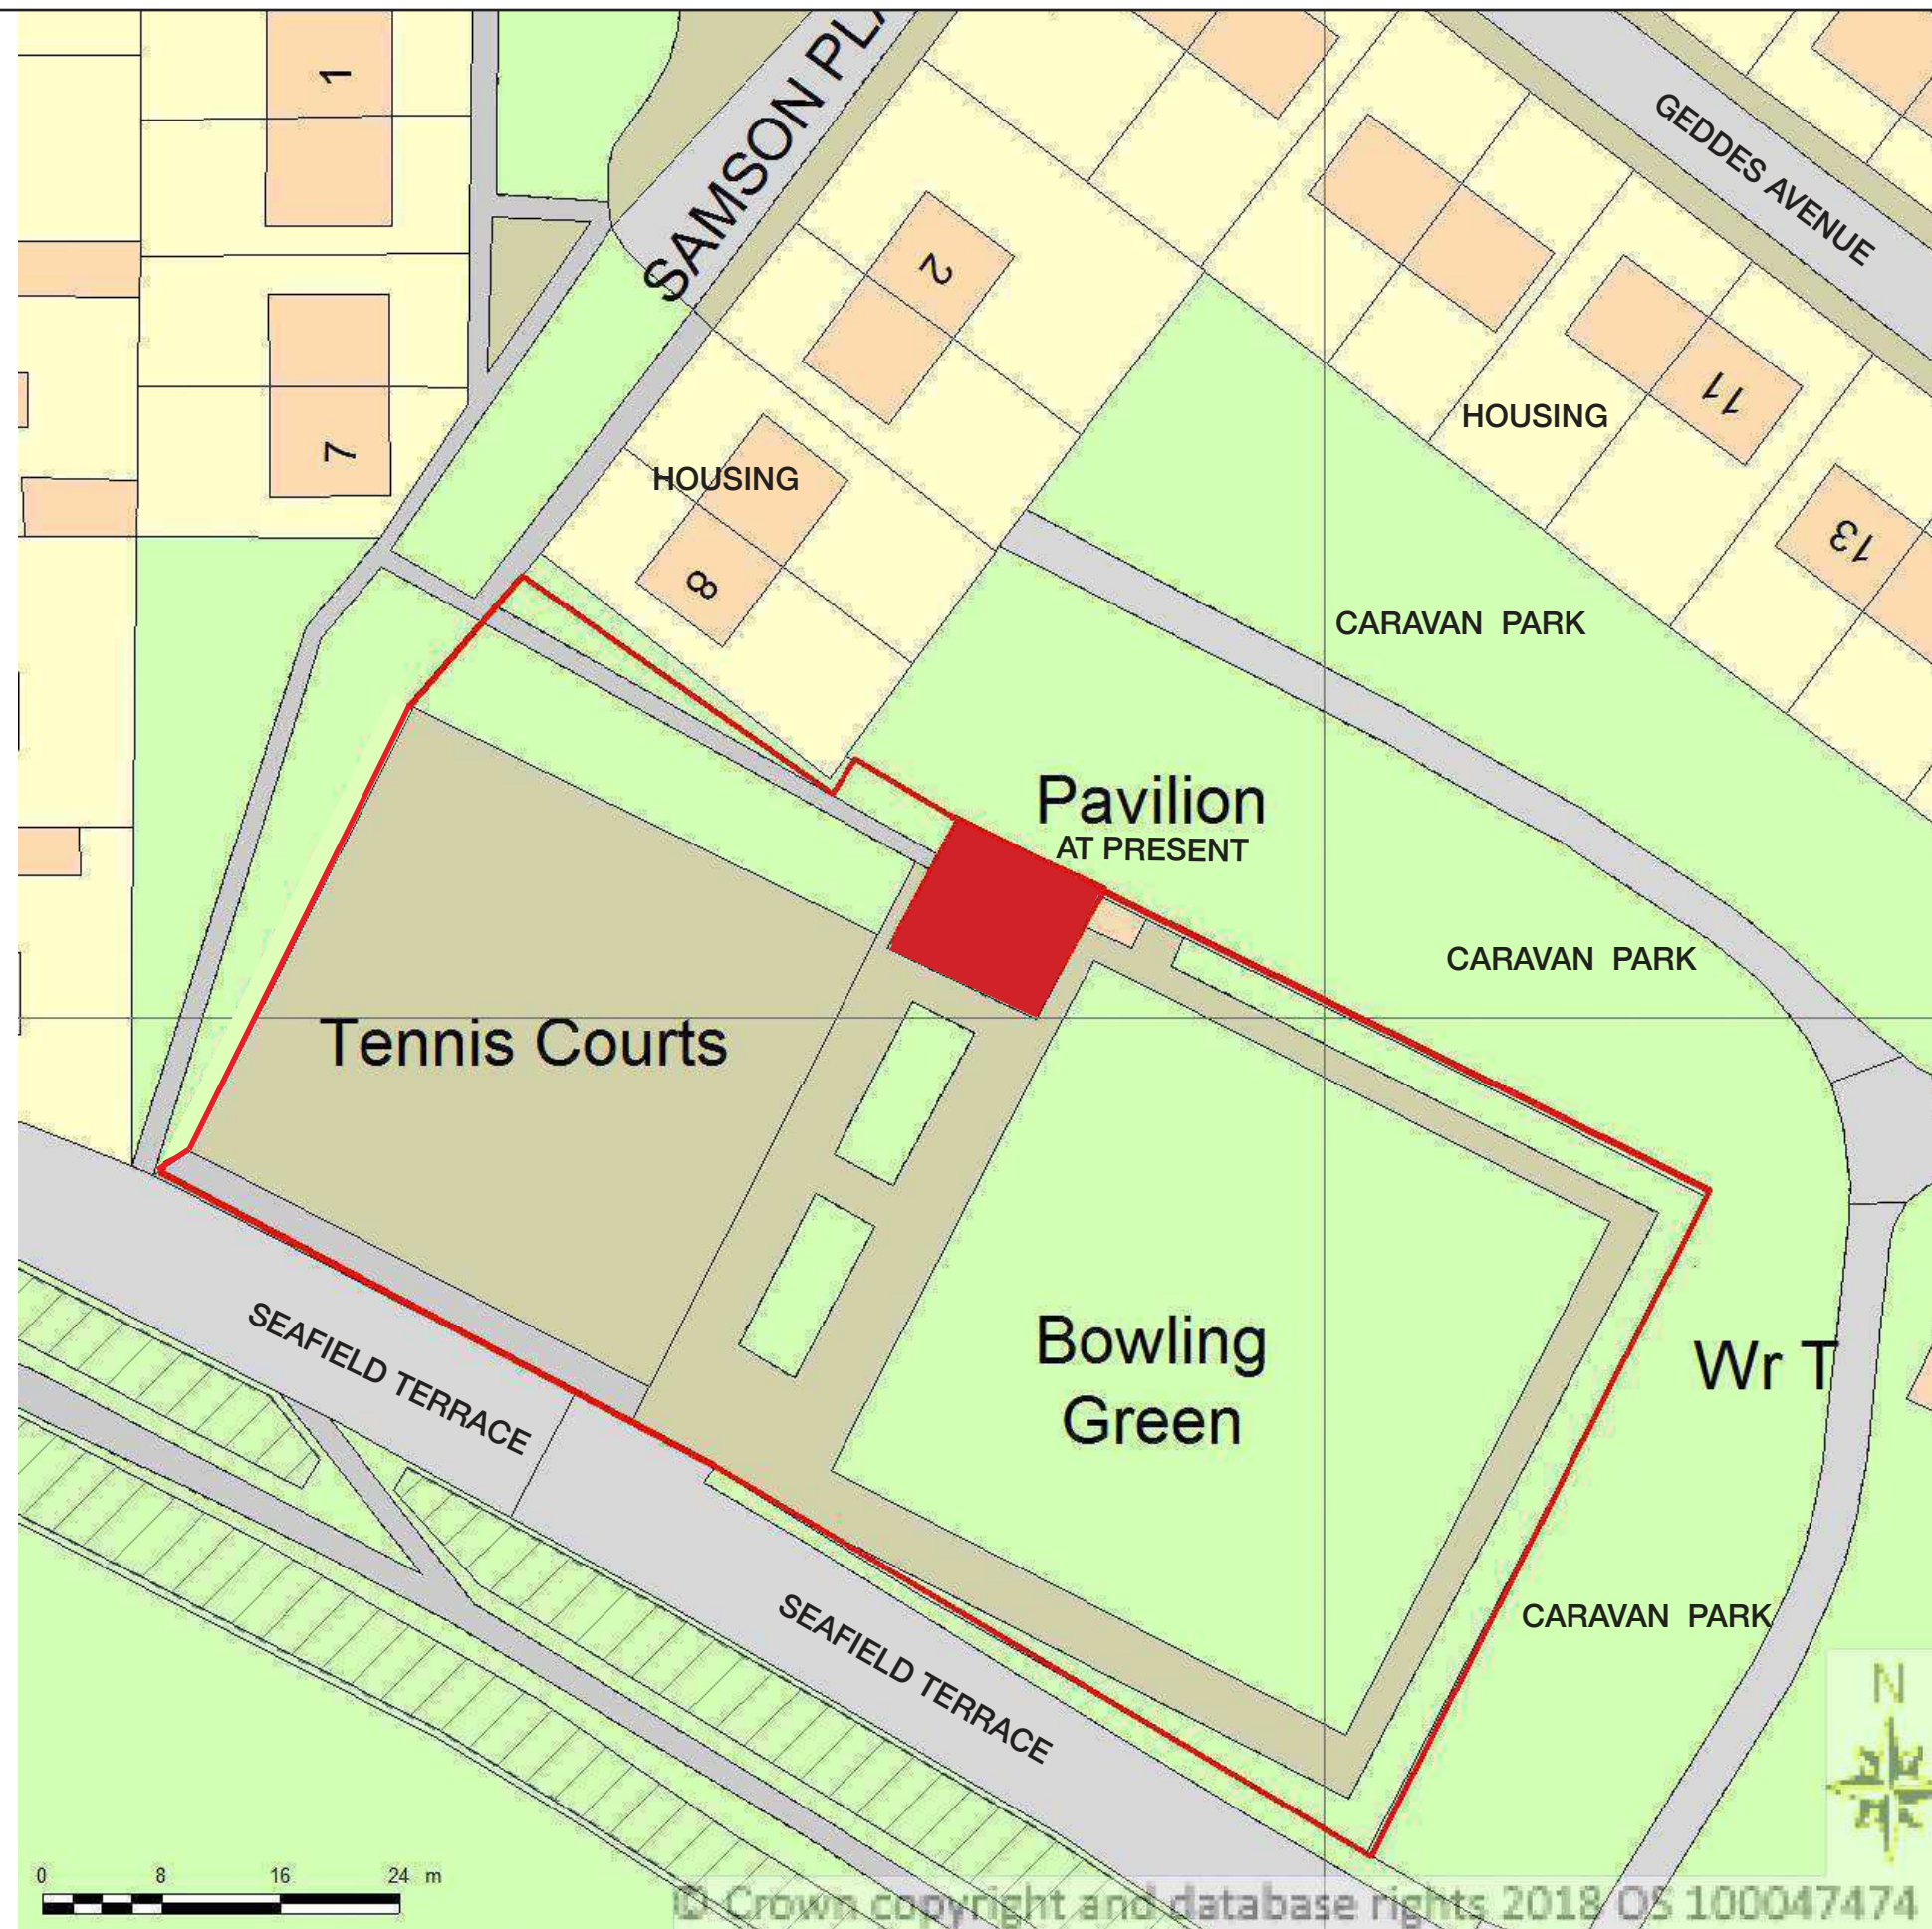 1
SAMSON PLA
GEDDES AVENUE
2
11
HOUSING
7
HOUSING
13
8
CARAVAN PARK
Pavilion
AT PRESENT
CARAVAN PARK
Tennis Courts
Bowling
Green
Wr T
SEAFIELD TERRACE
SEAFIELD TERRACE
CARAVAN PARK
N
0 8 16 24 m
© Crown copyright and database rights 2018 OS 100047474